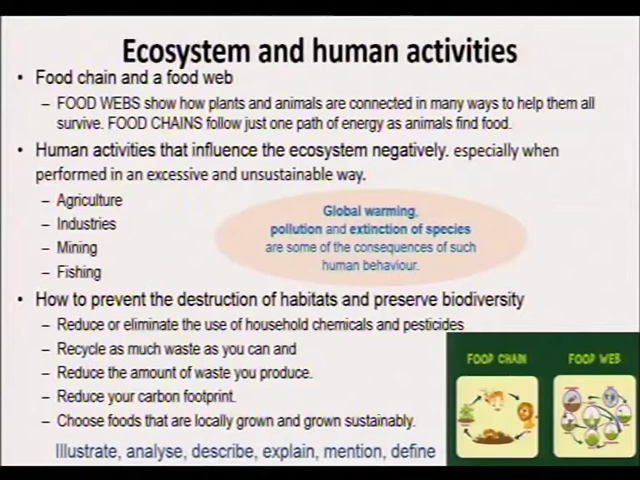 Ecosystem and human activities
• Food chain and a food web
– FOOD WEBS show how plants and animals are connected in many ways to help them all
survive. FOOD CHAINS follow just one path of energy as animals find food.
• Human activities that influence the ecosystem negatively. especially when
performed in an excessive and unsustainable way.
– Agriculture
– Industries
– Mining
– Fishing
Global warming,
pollution and extinction of species
are some of the consequences of such
human behaviour.
• How to prevent the destruction of habitats and preserve biodiversity
– Reduce or eliminate the use of household chemicals and pesticides
– Recycle as much waste as you can and
– Reduce the amount of waste you produce.
– Reduce your carbon footprint.
– Choose foods that are locally grown and grown sustainably.
Illustrate, analyse, describe, explain, mention, define
FOOD CHAIN
FOOD WEB